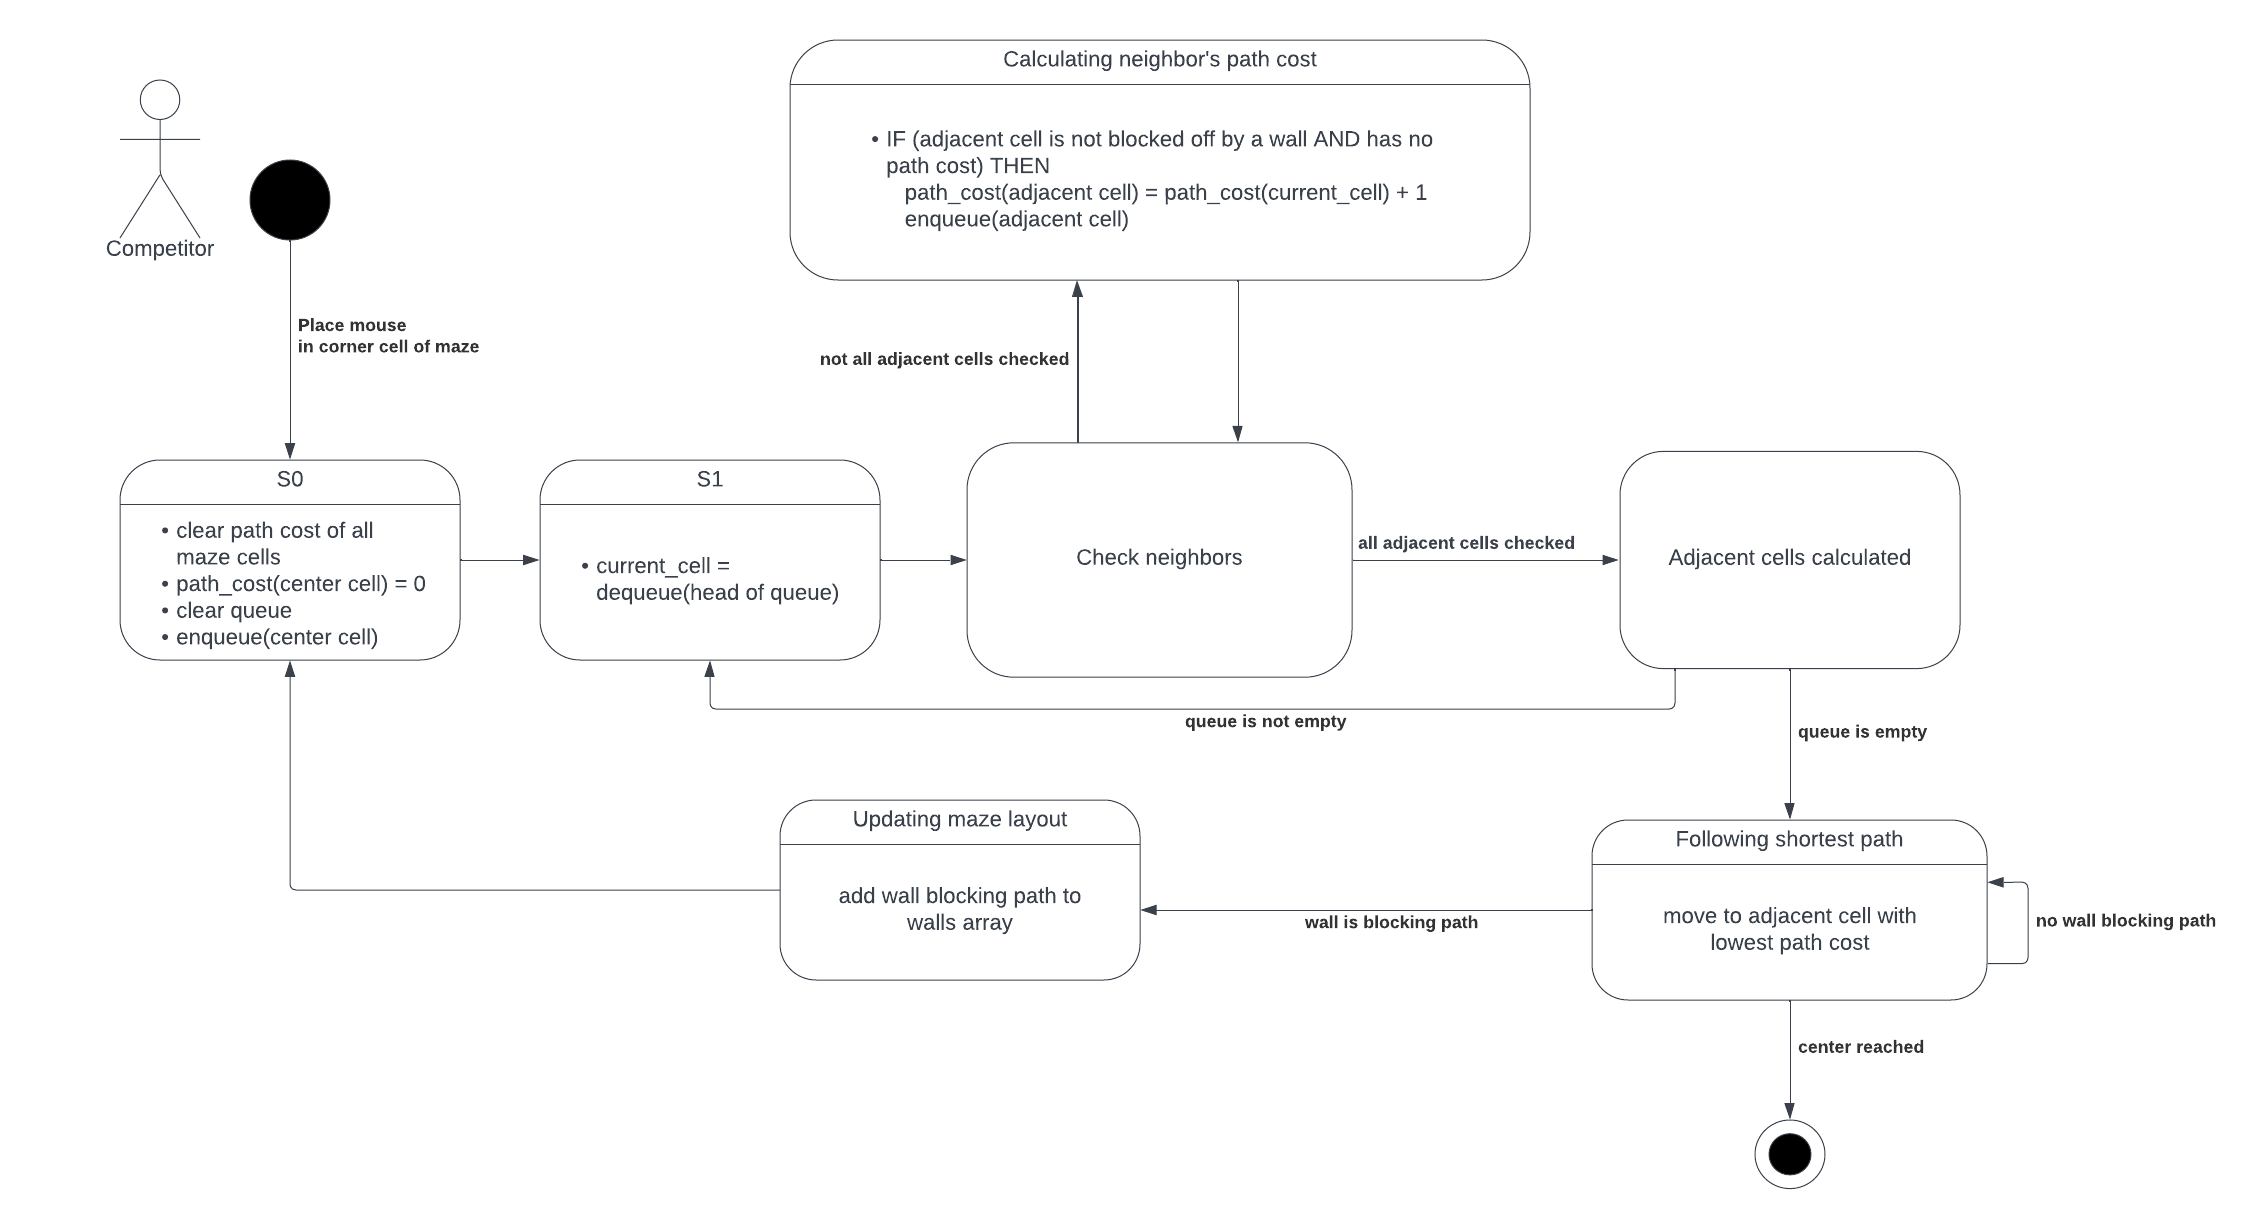 Calculating neighbor's path cost
• IF (adjacent cell is not blocked off by a wall AND has no
path cost) THEN
path_cost(adjacent cell) = path_cost(current_cell) + 1
enqueue(adjacent cell)
Competitor
Place mouse
in corner cell of maze
not all adjacent cells checked
S0
• clear path cost of all
maze cells
• path_cost(center cell) = 0
• clear queue
• enqueue(center cell)
S1
• current_cell =
dequeue(head of queue)
Check neighbors
all adjacent cells checked
Adjacent cells calculated
queue is not empty
queue is empty
Updating maze layout
add wall blocking path to
walls array
wall is blocking path
Following shortest path
move to adjacent cell with
lowest path cost
no wall blocking path
center reached